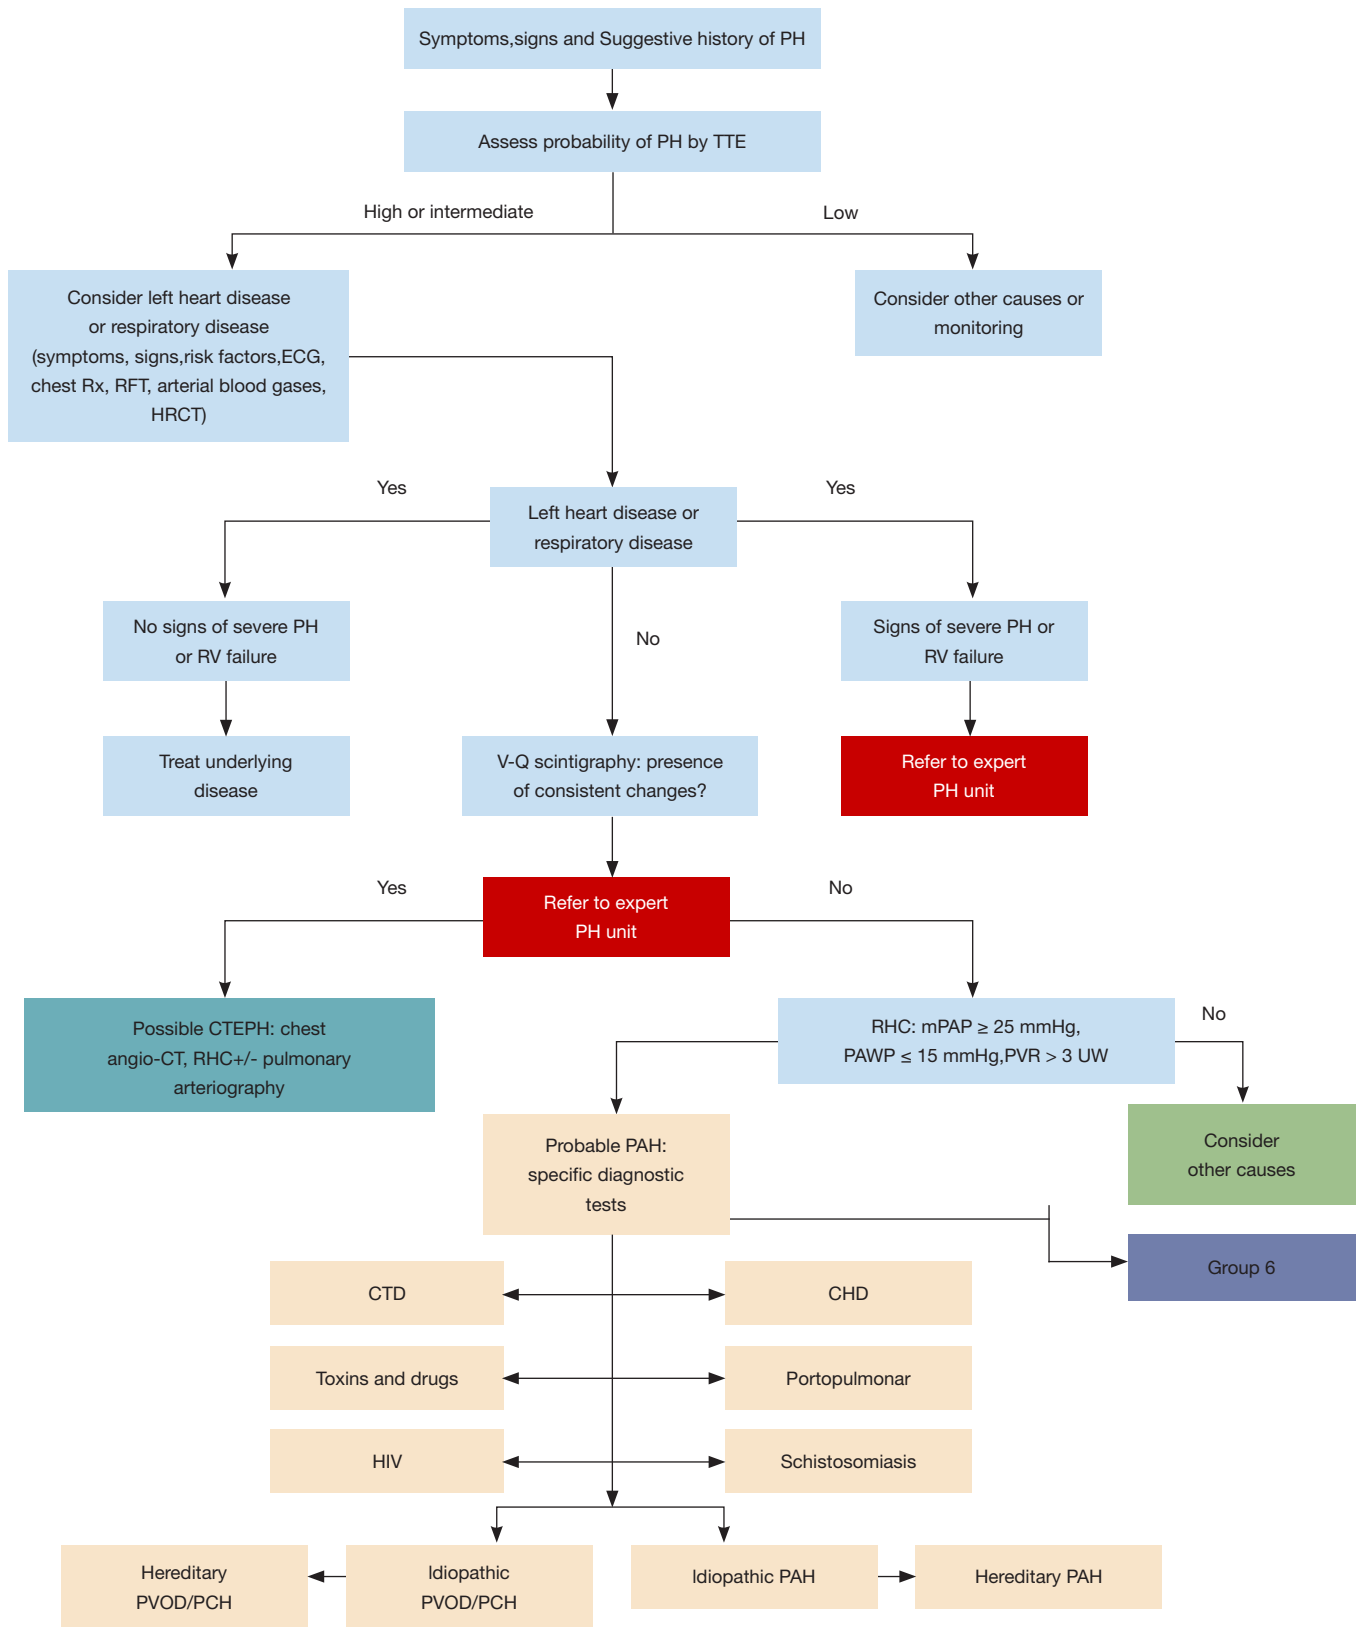 Symptoms,signs and Suggestive history of PH
Assess probability of PH by TTE
High or intermediate
Low
Consider left heart disease
or respiratory disease
(symptoms, signs,risk factors,ECG,
chest Rx, RFT, arterial blood gases,
HRCT)
Consider other causes or
monitoring
Yes
Left heart disease or
respiratory disease
Yes
No signs of severe PH
or RV failure
No
Signs of severe PH or
RV failure
Treat underlying
disease
V-Q scintigraphy: presence
of consistent changes?
Refer to expert
PH unit
Yes
Refer to expert
PH unit
No
Possible CTEPH: chest
angio-CT, RHC+/- pulmonary
arteriography
RHC: mPAP ≥ 25 mmHg,
PAWP ≤ 15 mmHg,PVR > 3 UW
No
Probable PAH:
specific diagnostic
tests
Consider
other causes
Group 6
CTD
CHD
Toxins and drugs
Portopulmonar
HIV
Schistosomiasis
Hereditary
PVOD/PCH
Idiopathic
PVOD/PCH
Idiopathic PAH
Hereditary PAH